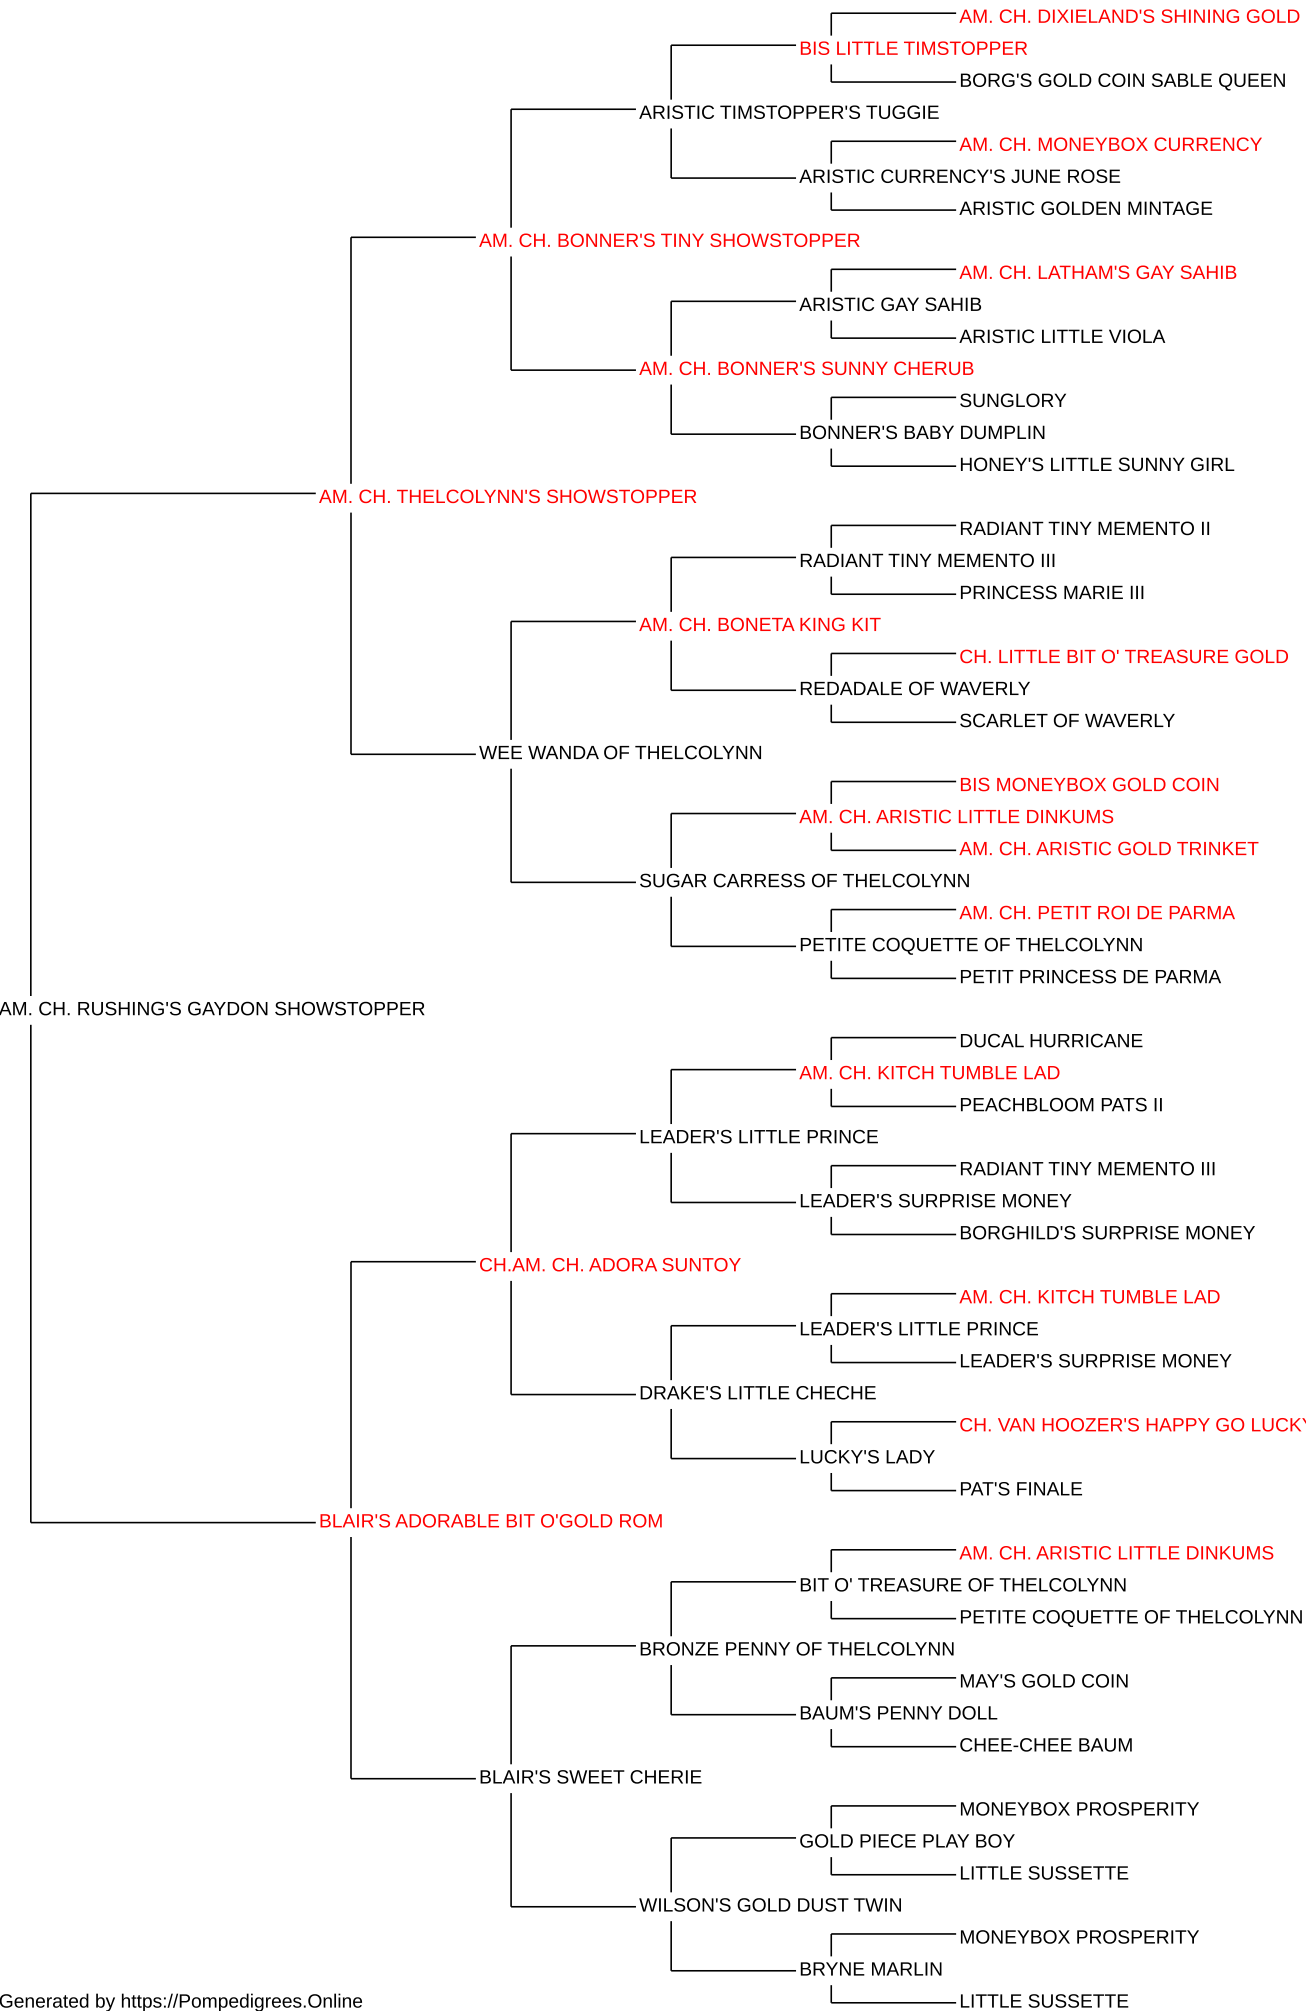 AM. CH. DIXIELAND'S SHINING GOLD
BIS LITTLE TIMSTOPPER
BORG'S GOLD COIN SABLE QUEEN
ARISTIC TIMSTOPPER'S TUGGIE
AM. CH. MONEYBOX CURRENCY
ARISTIC CURRENCY'S JUNE ROSE
ARISTIC GOLDEN MINTAGE
AM. CH. BONNER'S TINY SHOWSTOPPER
AM. CH. LATHAM'S GAY SAHIB
ARISTIC GAY SAHIB
ARISTIC LITTLE VIOLA
AM. CH. BONNER'S SUNNY CHERUB
SUNGLORY
BONNER'S BABY DUMPLIN
HONEY'S LITTLE SUNNY GIRL
AM. CH. THELCOLYNN'S SHOWSTOPPER
RADIANT TINY MEMENTO II
RADIANT TINY MEMENTO III
PRINCESS MARIE III
AM. CH. BONETA KING KIT
CH. LITTLE BIT O' TREASURE GOLD
REDADALE OF WAVERLY
SCARLET OF WAVERLY
WEE WANDA OF THELCOLYNN
BIS MONEYBOX GOLD COIN
AM. CH. ARISTIC LITTLE DINKUMS
AM. CH. ARISTIC GOLD TRINKET
SUGAR CARRESS OF THELCOLYNN
AM. CH. PETIT ROI DE PARMA
PETITE COQUETTE OF THELCOLYNN
PETIT PRINCESS DE PARMA
AM. CH. RUSHING'S GAYDON SHOWSTOPPER
DUCAL HURRICANE
AM. CH. KITCH TUMBLE LAD
PEACHBLOOM PATS II
LEADER'S LITTLE PRINCE
RADIANT TINY MEMENTO III
LEADER'S SURPRISE MONEY
BORGHILD'S SURPRISE MONEY
CH.AM. CH. ADORA SUNTOY
AM. CH. KITCH TUMBLE LAD
LEADER'S LITTLE PRINCE
LEADER'S SURPRISE MONEY
DRAKE'S LITTLE CHECHE
CH. VAN HOOZER'S HAPPY GO LUCKY
LUCKY'S LADY
PAT'S FINALE
BLAIR'S ADORABLE BIT O'GOLD ROM
AM. CH. ARISTIC LITTLE DINKUMS
BIT O' TREASURE OF THELCOLYNN
PETITE COQUETTE OF THELCOLYNN
BRONZE PENNY OF THELCOLYNN
MAY'S GOLD COIN
BAUM'S PENNY DOLL
CHEE-CHEE BAUM
BLAIR'S SWEET CHERIE
MONEYBOX PROSPERITY
GOLD PIECE PLAY BOY
LITTLE SUSSETTE
WILSON'S GOLD DUST TWIN
MONEYBOX PROSPERITY
BRYNE MARLIN
LITTLE SUSSETTE
Generated by https://Pompedigrees.Online